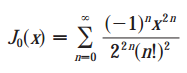 J₀(x) = ∑_{n=0}^{∞} (-1)ⁿx²ⁿ / 2²ⁿ(n!)²